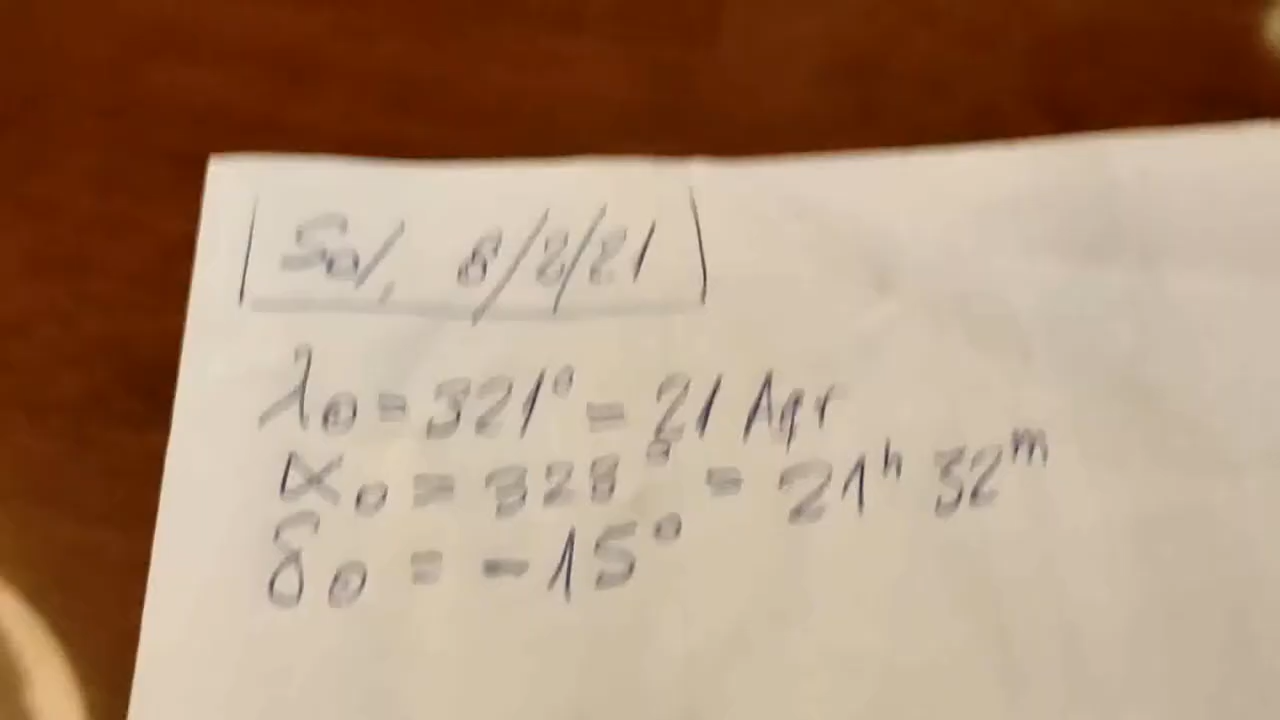 Sol, 8/2/21
λ⊙ = 321° = 21 Aqr
α⊙ = 323° = 21ʰ 32ᵐ
δ⊙ = -15°